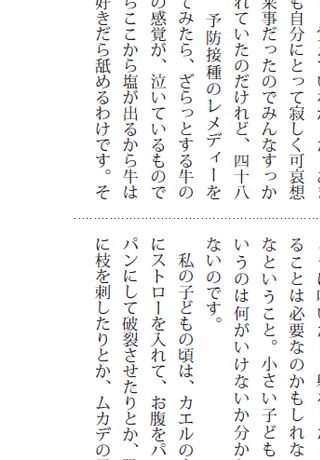 も自分にとって寂しく可哀想
来事だったのでみんなすっか
れていたのだけれど、四十八
予防接種のレメディーを
てみたら、ざらっとする牛の
の感覚が、泣いているもので
らここから塩が出るから牛は
好きだら舐めるわけです。そ
ることは必要なのかもしれな
なということ。小さい子ども
いうのは何がいけないか分か
ないのです。
私の子どもの頃は、カエルの
にストローを入れて、お腹をパ
パンにして破裂させたりとか、
に枝を刺したりとか、ムカデの